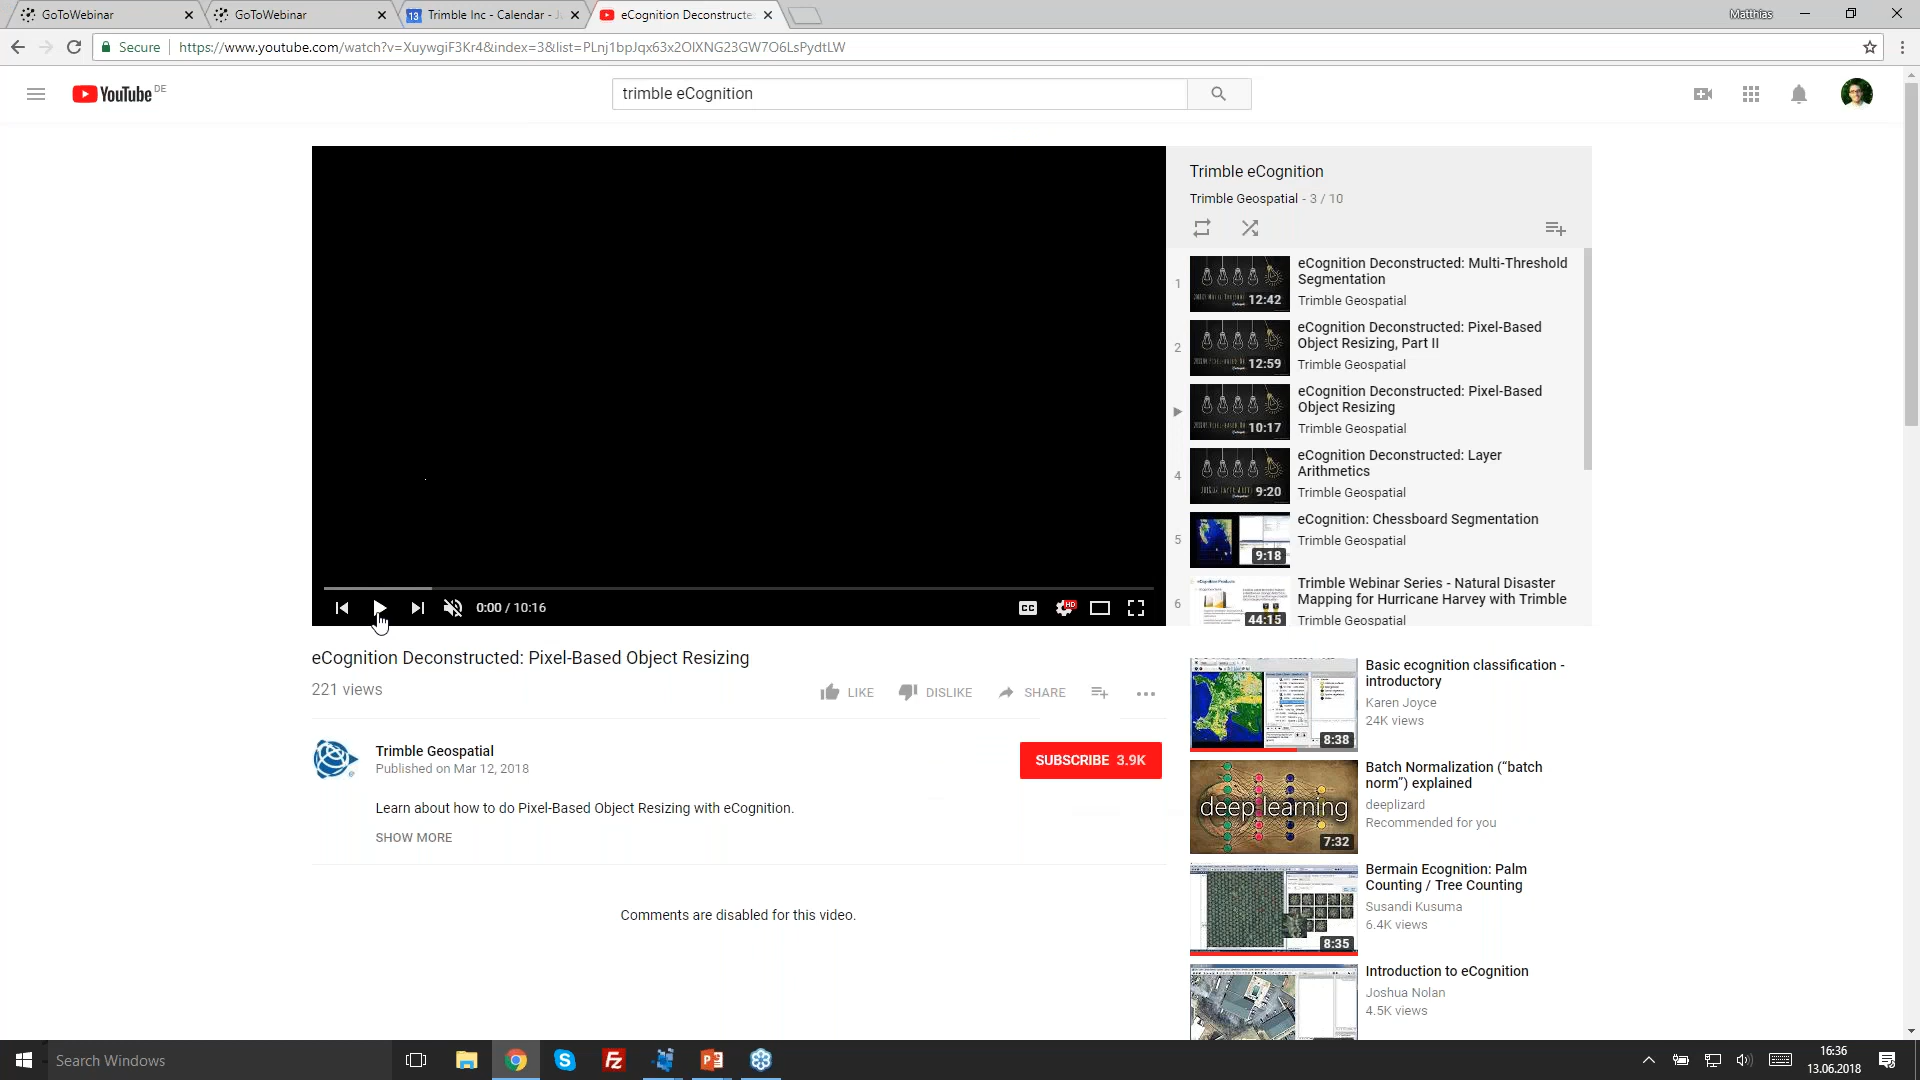 GoToWebinar
GoToWebinar
13 Trimble Inc - Calendar - J
eCognition Deconstructe
Matthias
Secure https://www.youtube.com/watch?v=XuywgiF3Kr4&index=3&list=PLnj1bpJqx63x2OIXNG23GW7O6LsPydtLW
YouTube DE
trimble eCognition
Trimble eCognition
Trimble Geospatial - 3 / 10
1
12:42
eCognition Deconstructed: Multi-Threshold
Segmentation
Trimble Geospatial
2
12:59
eCognition Deconstructed: Pixel-Based
Object Resizing, Part II
Trimble Geospatial
10:17
eCognition Deconstructed: Pixel-Based
Object Resizing
Trimble Geospatial
4
9:20
eCognition Deconstructed: Layer
Arithmetics
Trimble Geospatial
5
9:18
eCognition: Chessboard Segmentation
Trimble Geospatial
6
44:15
Trimble Webinar Series - Natural Disaster
Mapping for Hurricane Harvey with Trimble
Trimble Geospatial
0:00 / 10:16
CC
HD
eCognition Deconstructed: Pixel-Based Object Resizing
221 views
LIKE
DISLIKE
SHARE
Trimble Geospatial
Published on Mar 12, 2018
SUBSCRIBE 3.9K
Learn about how to do Pixel-Based Object Resizing with eCognition.
SHOW MORE
Comments are disabled for this video.
8:38
Basic ecognition classification -
introductory
Karen Joyce
24K views
deep learning
7:32
Batch Normalization (“batch
norm”) explained
deeplizard
Recommended for you
8:35
Bermain Ecognition: Palm
Counting / Tree Counting
Susandi Kusuma
6.4K views
Introduction to eCognition
Joshua Nolan
4.5K views
Search Windows
16:36
13.06.2018